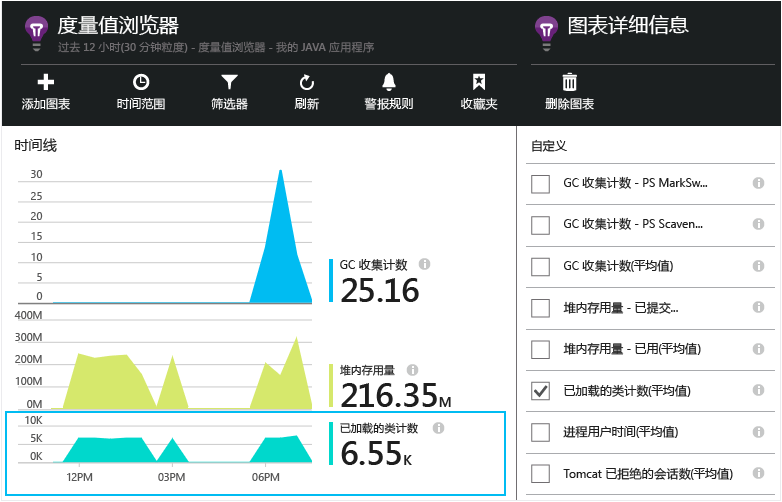 度量值浏览器
过去 12 小时(30 分钟粒度) - 度量值浏览器 - 我的 JAVA 应用程序
添加图表
时间范围
筛选器
刷新
警报规则
收藏夹
时间线
30
25
20
15
10
5
0
GC 收集计数
25.16
400M
300M
200M
100M
0M
堆内存用量
216.35M
10K
5K
0K
已加载的类计数
6.55K
12PM
03PM
06PM
图表详细信息
删除图表
自定义
GC 收集计数 - PS MarkSw...
GC 收集计数 - PS Scaven...
GC 收集计数(平均值)
堆内存用量 - 已提交...
堆内存用量 - 已用(平均值)
已加载的类计数(平均值)
进程用户时间(平均值)
Tomcat 已拒绝的会话数(平均值)